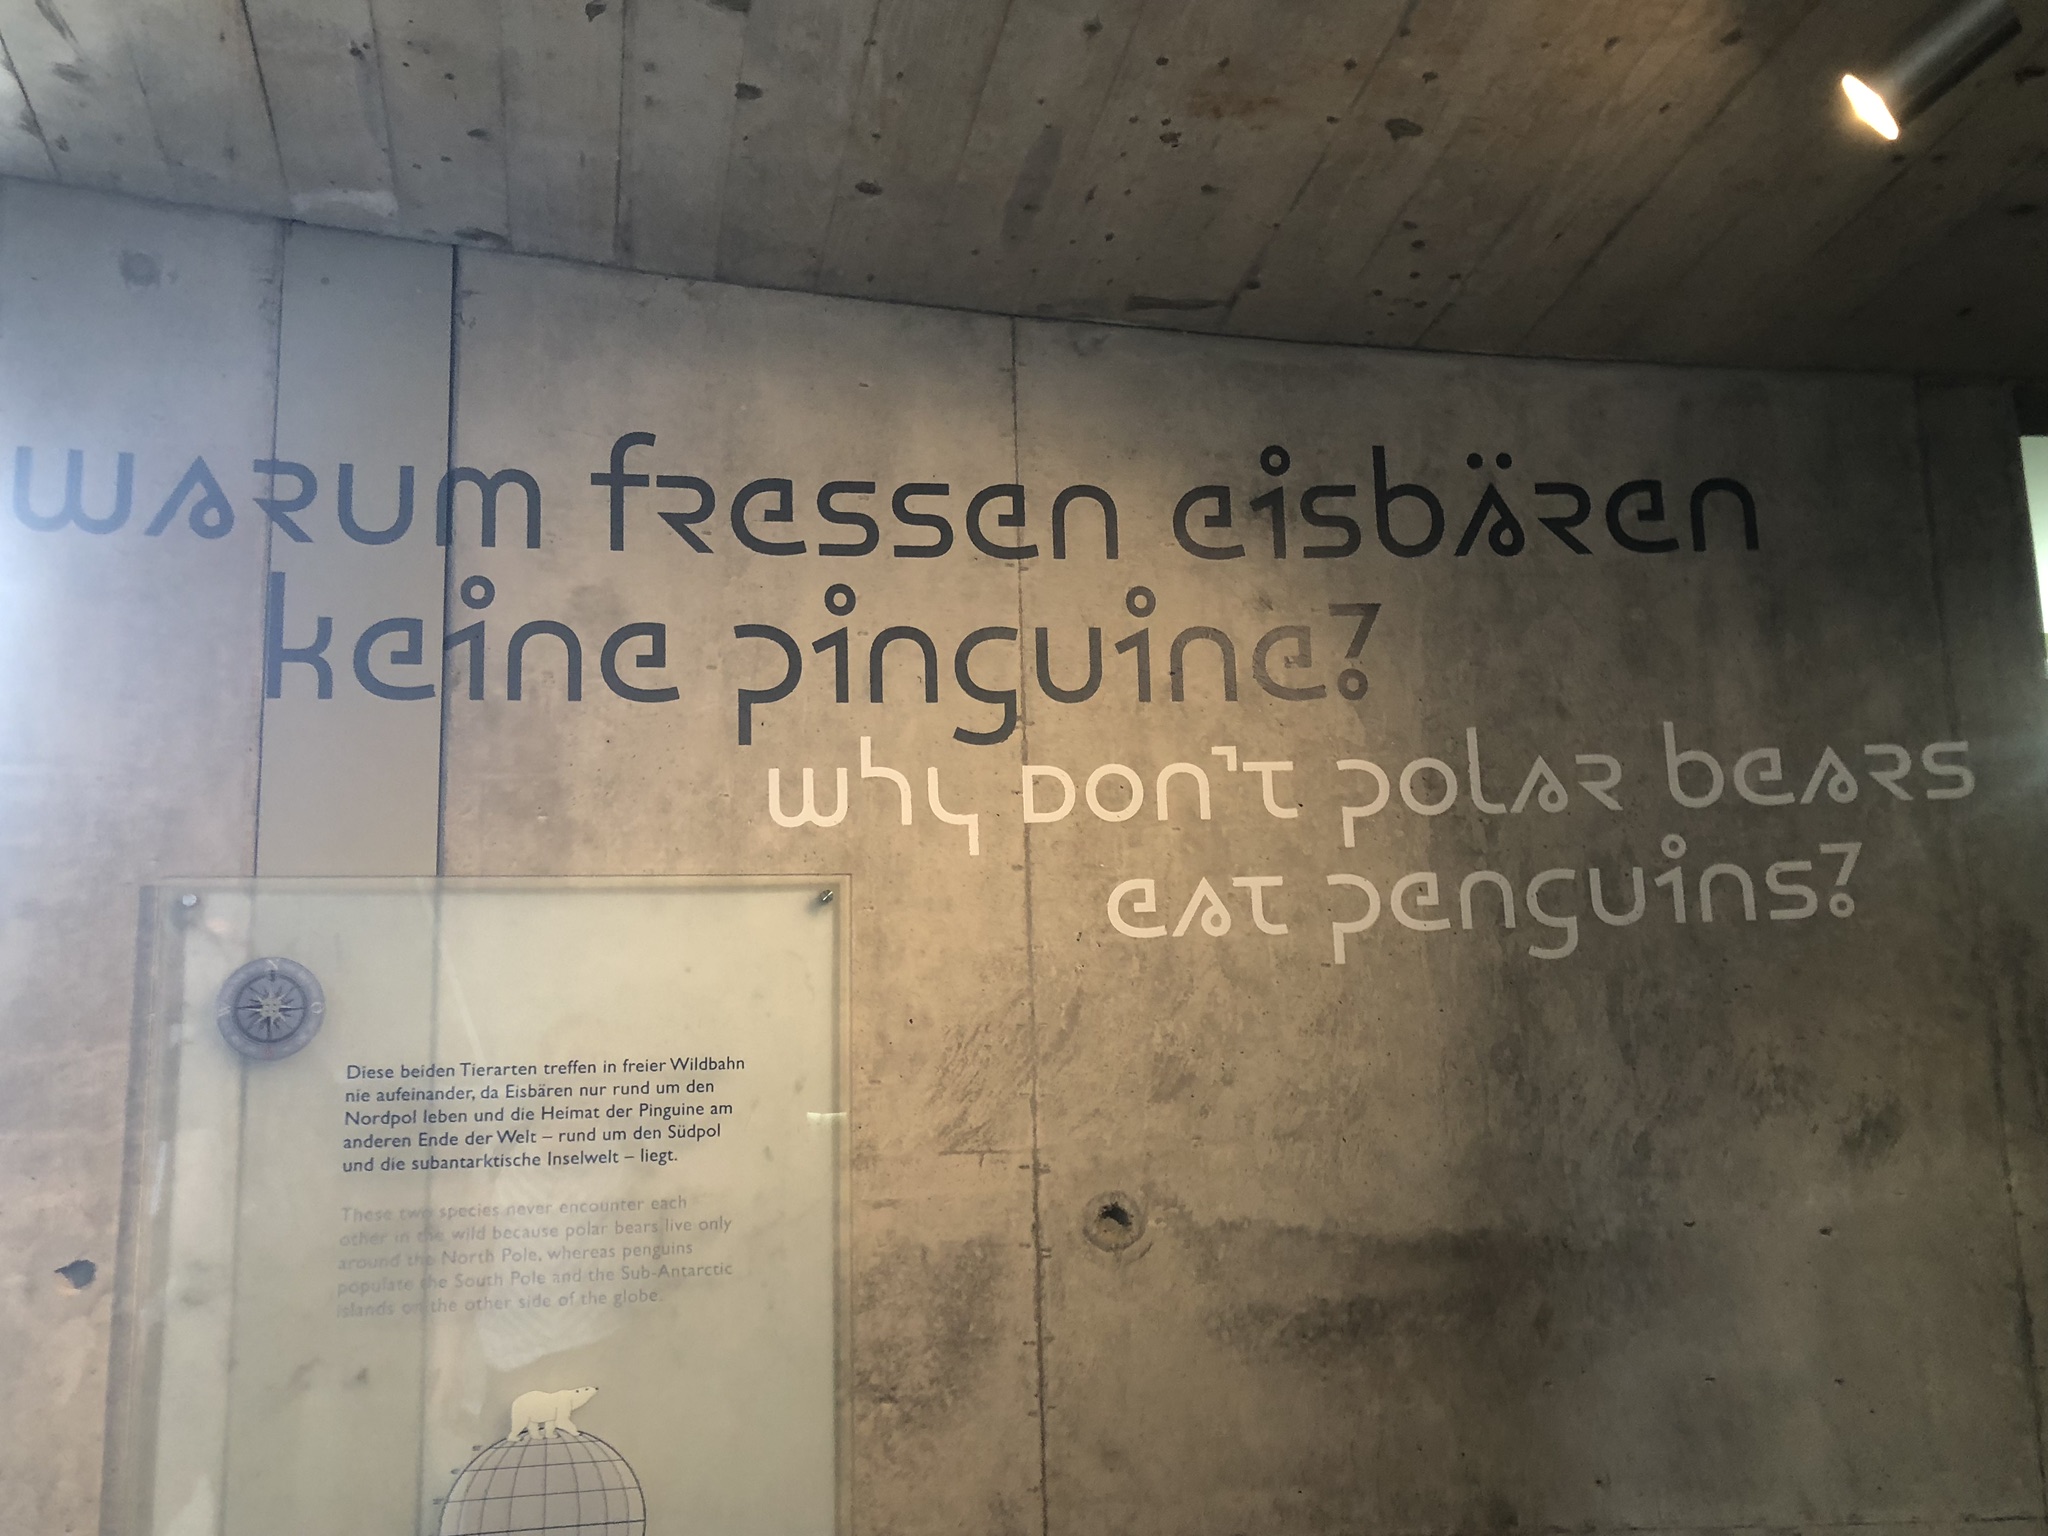 warum fressen eisbären
keine pinguine?
why don't polar bears
eat penguins?
Diese beiden Tierarten treffen in freier Wildbahn
nie aufeinander, da Eisbären nur rund um den
Nordpol leben und die Heimat der Pinguine am
anderen Ende der Welt – rund um den Südpol
und die subantarktische Inselwelt – liegt.
These two species never encounter each
other in the wild because polar bears live only
around the North Pole, whereas penguins
populate the South Pole and the Sub-Antarctic
islands on the other side of the globe.